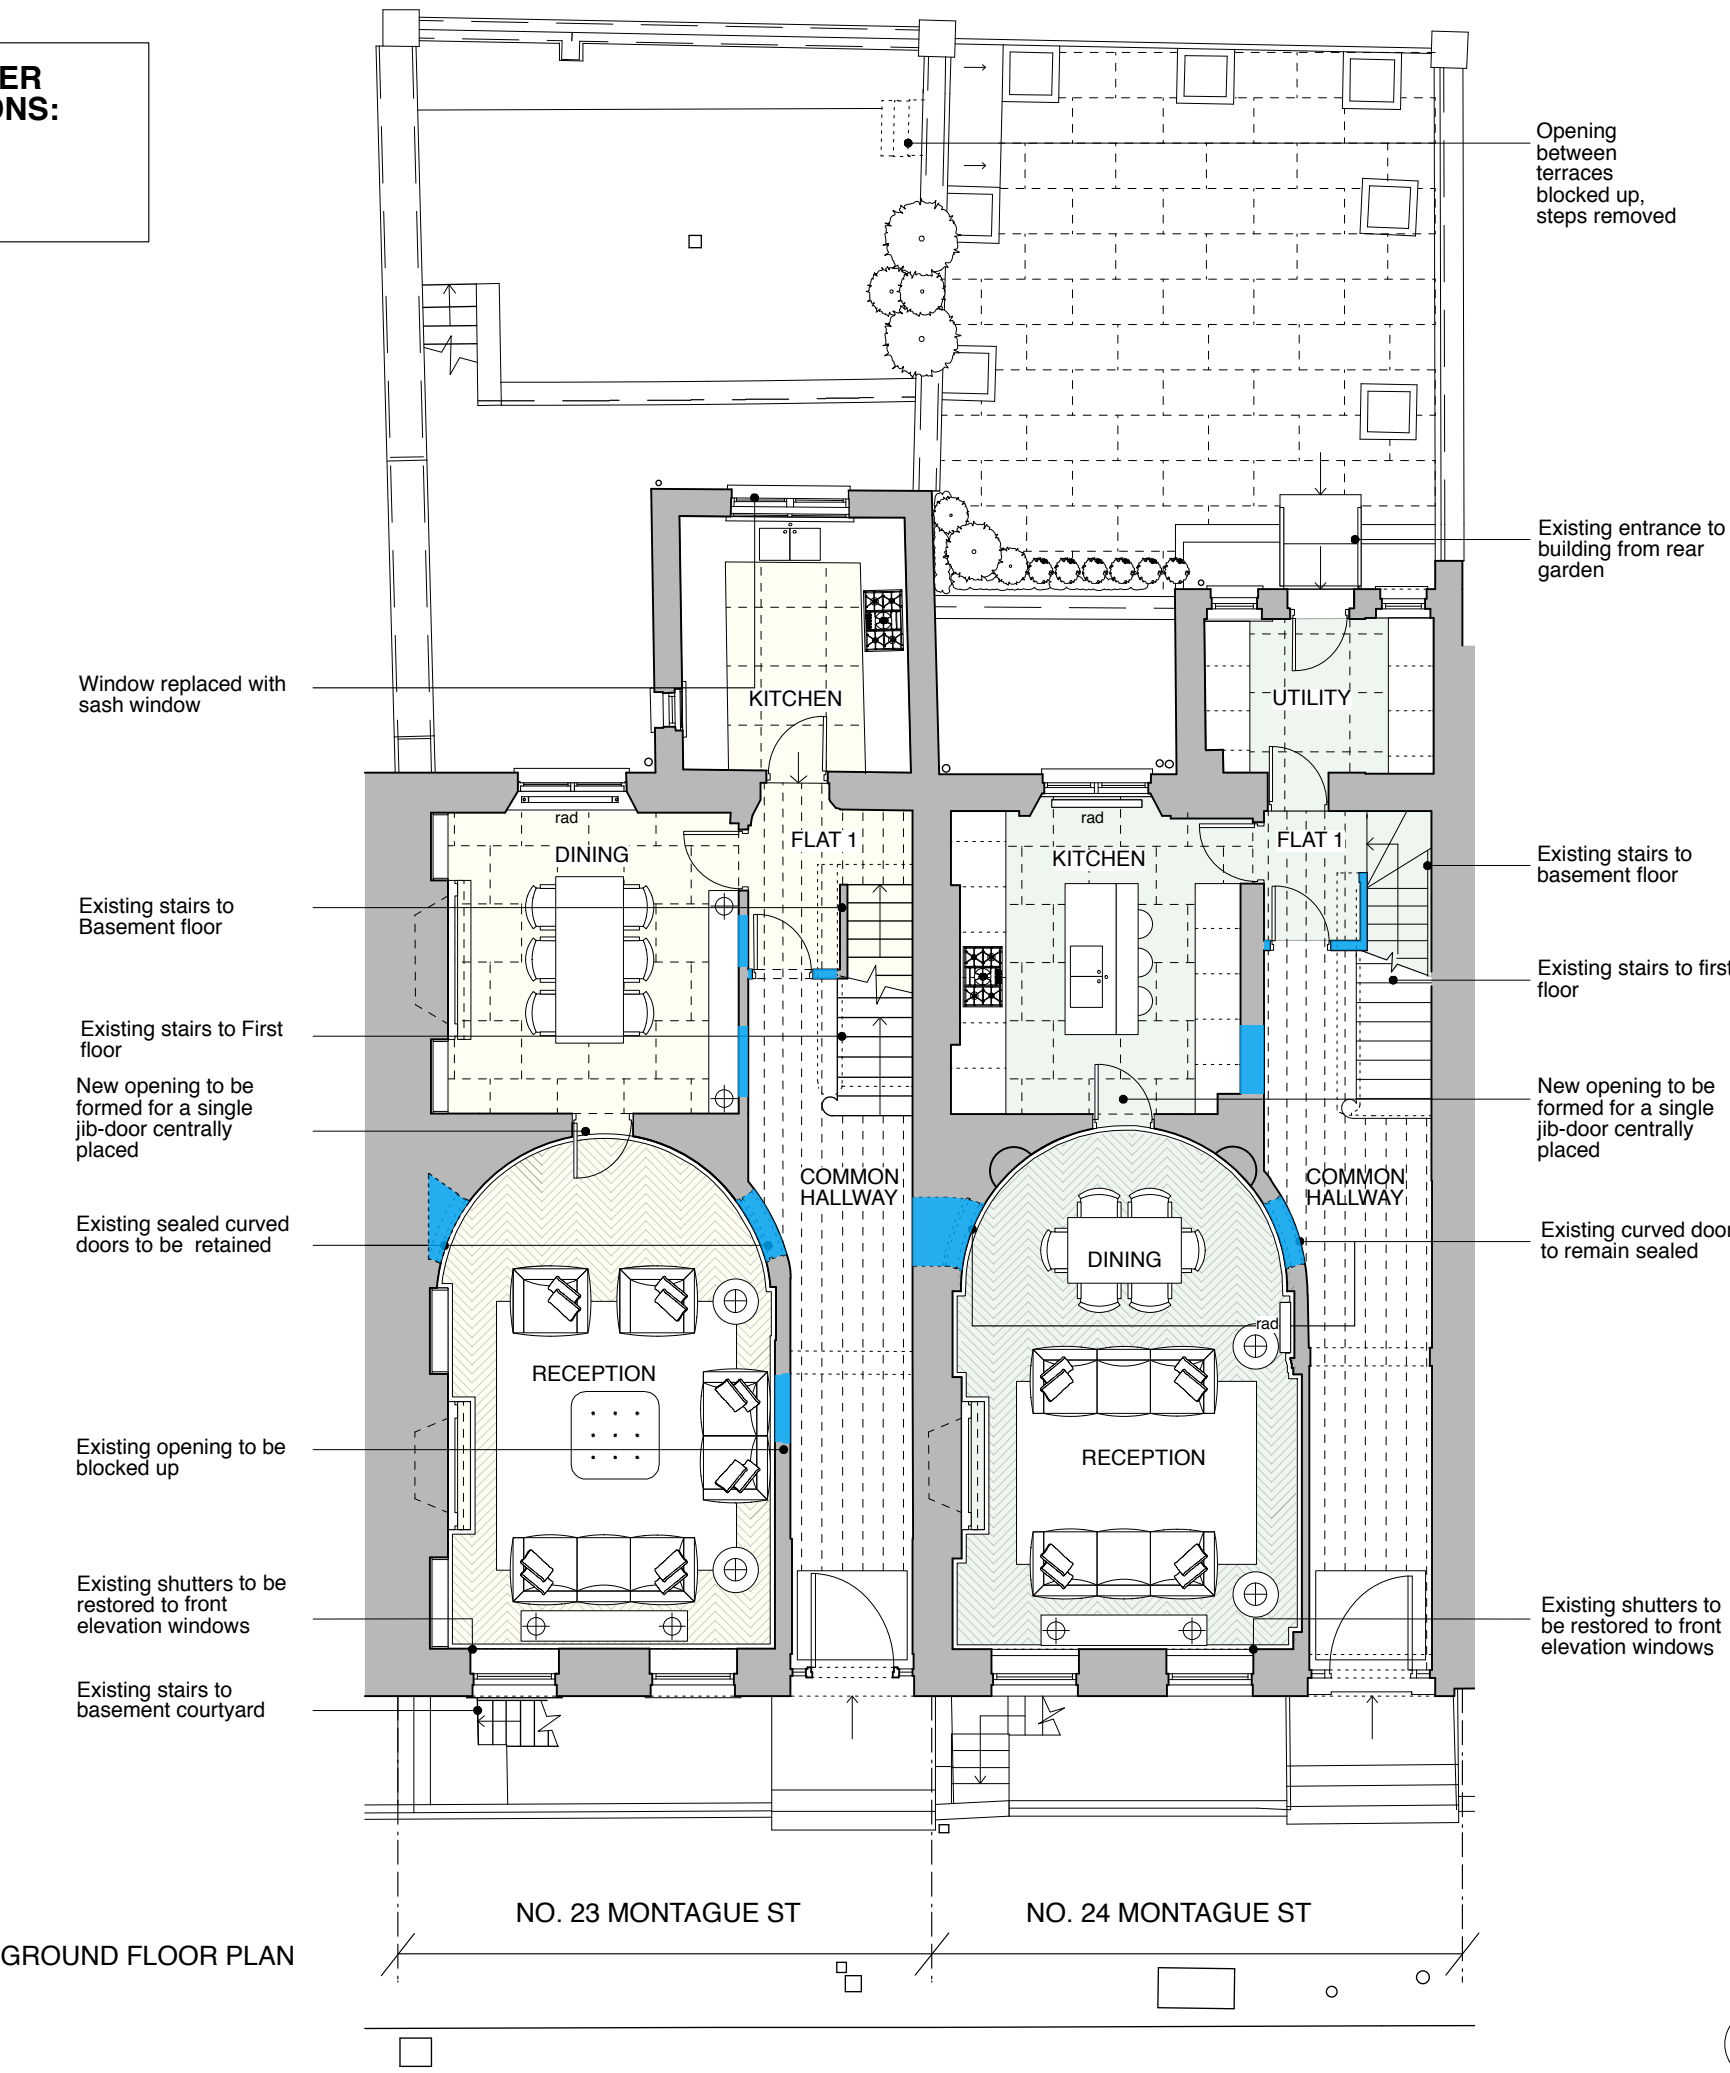 ER
ONS:
Opening
between
terraces
blocked up,
steps removed
Existing entrance to
building from rear
garden
Window replaced with
sash window
KITCHEN
UTILITY
rad
DINING
FLAT 1
rad
KITCHEN
FLAT 1
Existing stairs to
basement floor
Existing stairs to
Basement floor
Existing stairs to first
floor
Existing stairs to First
floor
New opening to be
formed for a single
jib-door centrally
placed
New opening to be
formed for a single
jib-door centrally
placed
COMMON
HALLWAY
COMMON
HALLWAY
Existing sealed curved
doors to be retained
DINING
Existing curved door
to remain sealed
rad
RECEPTION
RECEPTION
Existing opening to be
blocked up
Existing shutters to be
restored to front
elevation windows
Existing shutters to
be restored to front
elevation windows
Existing stairs to
basement courtyard
NO. 23 MONTAGUE ST
NO. 24 MONTAGUE ST
GROUND FLOOR PLAN